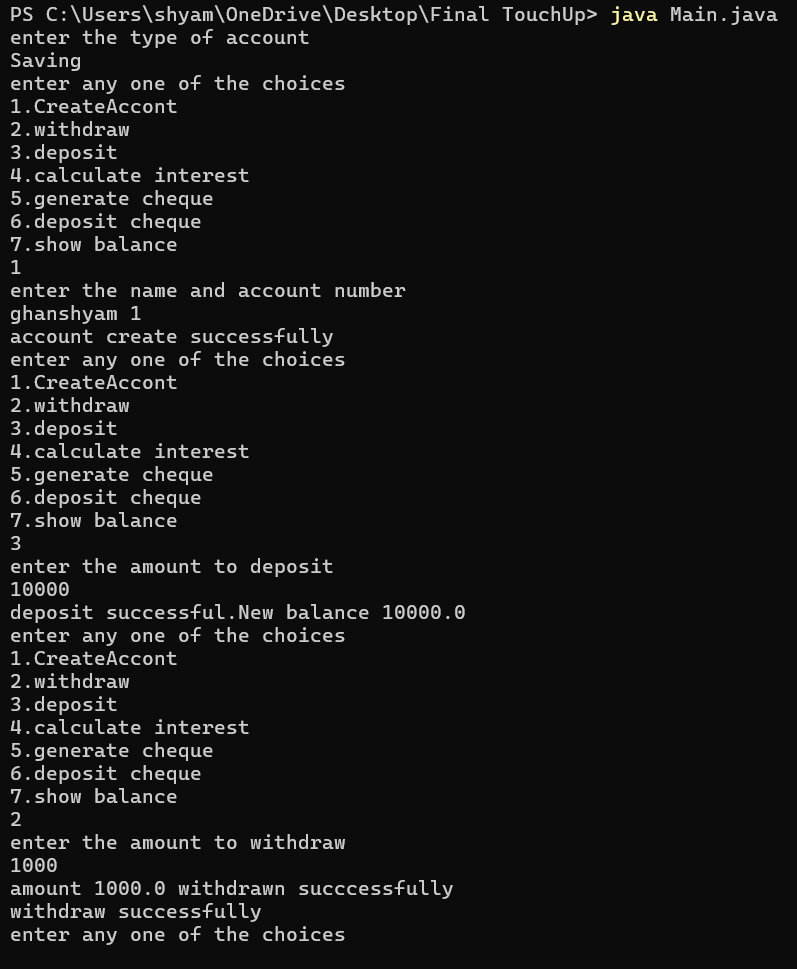 PS C:\Users\shyam\OneDrive\Desktop\Final TouchUp> java Main.java
enter the type of account
Saving
enter any one of the choices
1.CreateAccont
2.withdraw
3.deposit
4.calculate interest
5.generate cheque
6.deposit cheque
7.show balance
1
enter the name and account number
ghanshyam 1
account create successfully
enter any one of the choices
1.CreateAccont
2.withdraw
3.deposit
4.calculate interest
5.generate cheque
6.deposit cheque
7.show balance
3
enter the amount to deposit
10000
deposit successful.New balance 10000.0
enter any one of the choices
1.CreateAccont
2.withdraw
3.deposit
4.calculate interest
5.generate cheque
6.deposit cheque
7.show balance
2
enter the amount to withdraw
1000
amount 1000.0 withdrawn succcessfully
withdraw successfully
enter any one of the choices